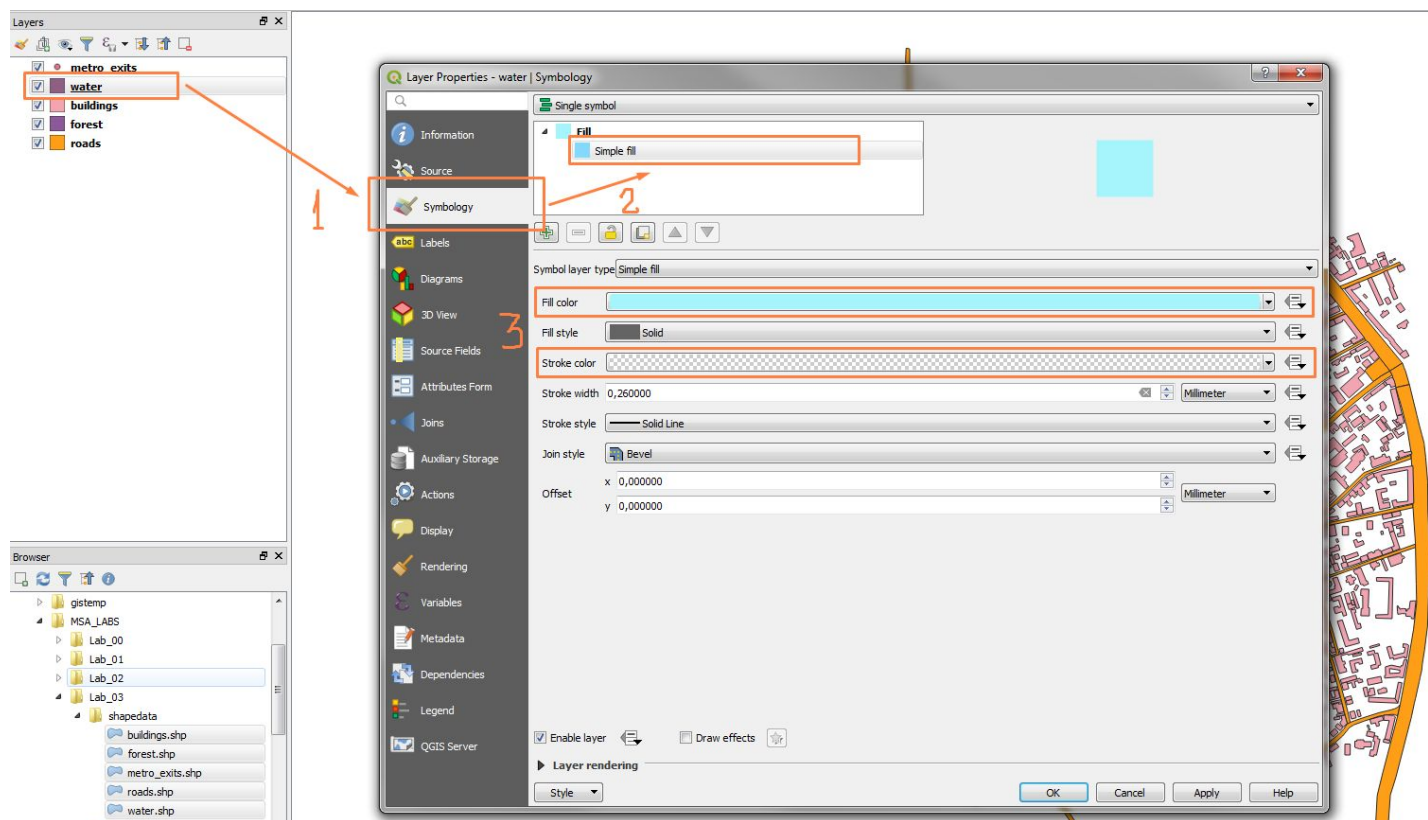 Layers
metro_exits
water
buildings
forest
roads
1
Browser
gistemp
MSA_LABS
Lab_00
Lab_01
Lab_02
Lab_03
shapedata
buildings.shp
forest.shp
metro_exits.shp
roads.shp
water.shp
Layer Properties - water | Symbology
Information
Source
Symbology
Labels
Diagrams
3D View
Source Fields
Attributes Form
Joins
Auxiliary Storage
Actions
Display
Rendering
Variables
Metadata
Dependencies
Legend
QGIS Server
Single symbol
Fill
Simple fill
2
Symbol layer type Simple fill
Fill color
3
Fill style Solid
Stroke color
Stroke width 0,260000 Millimeter
Stroke style Solid Line
Join style Bevel
Offset x 0,000000 Millimeter
y 0,000000
Enable layer Draw effects
Layer rendering
Style OK Cancel Apply Help